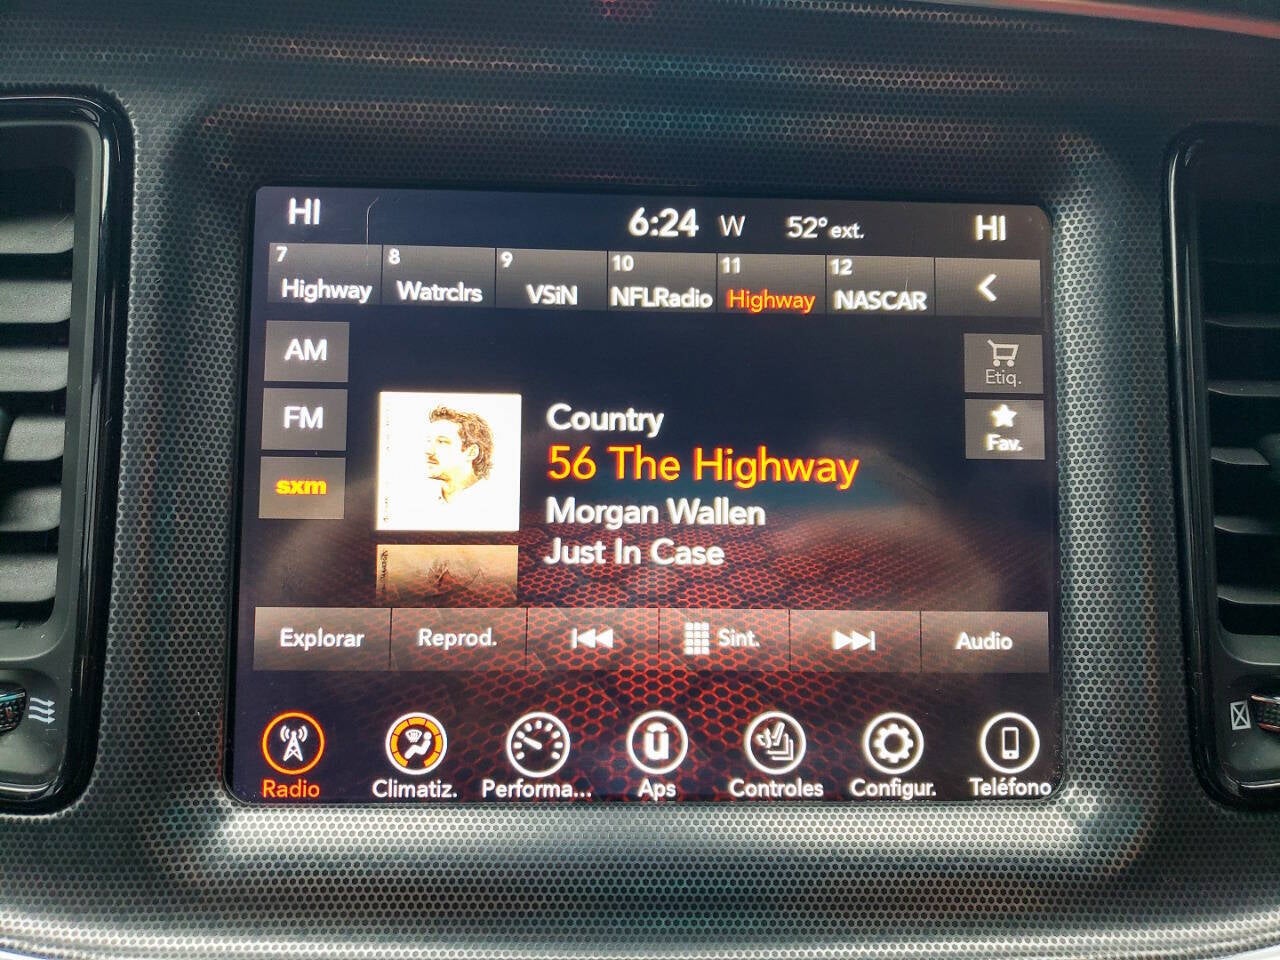 HI 6:24 W 52° ext. HI
7 8 9 10 11 12
Highway Watrclrs VSiN NFLRadio Highway NASCAR
AM
Etiq.
FM
Fav.
sxm
Country
56 The Highway
Morgan Wallen
Just In Case
Explorar Reprod. Sint. Audio
Radio Climatiz. Performa... Aps Controles Configur. Teléfono